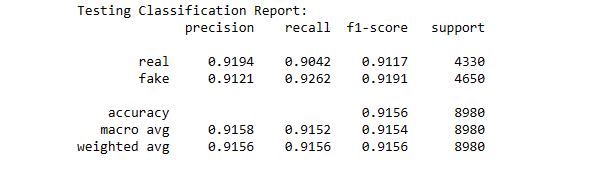 Testing Classification Report:
precision recall f1-score support
real 0.9194 0.9042 0.9117 4330
fake 0.9121 0.9262 0.9191 4650
accuracy 0.9156 8980
macro avg 0.9158 0.9152 0.9154 8980
weighted avg 0.9156 0.9156 0.9156 8980